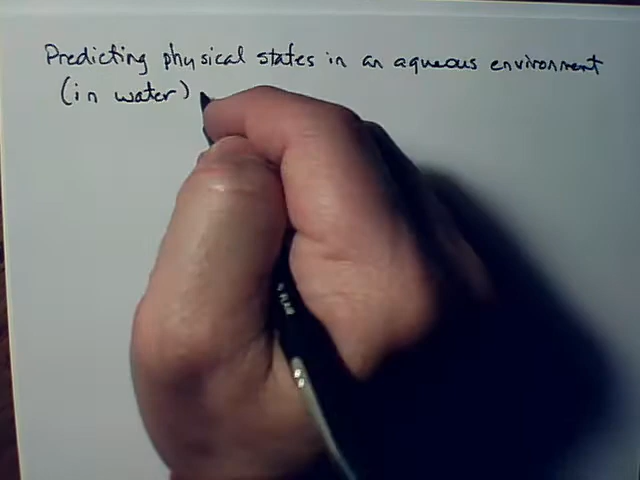 Predicting physical states in an aqueous environment
(in water)